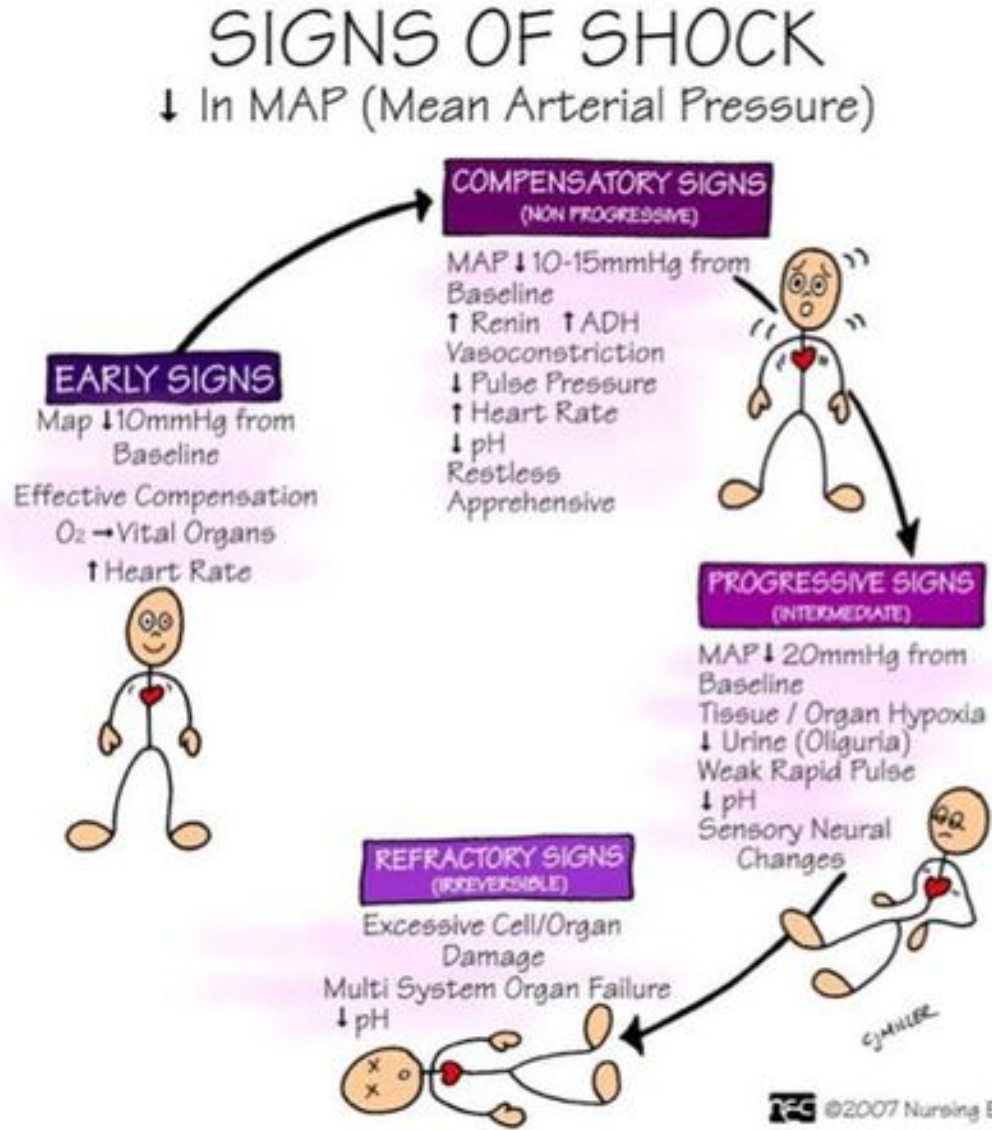 SIGNS OF SHOCK
↓ In MAP (Mean Arterial Pressure)
EARLY SIGNS
Map ↓10mmHg from
Baseline
Effective Compensation
O₂ → Vital Organs
↑ Heart Rate
COMPENSATORY SIGNS
(NON PROGRESSIVE)
MAP ↓ 10-15mmHg from
Baseline
↑ Renin ↑ ADH
Vasoconstriction
↓ Pulse Pressure
↑ Heart Rate
↓ pH
Restless
Apprehensive
PROGRESSIVE SIGNS
(INTERMEDIATE)
MAP ↓ 20mmHg from
Baseline
Tissue / Organ Hypoxia
↓ Urine (Oliguria)
Weak Rapid Pulse
↓ pH
Sensory Neural
Changes
REFRACTORY SIGNS
(IRREVERSIBLE)
Excessive Cell/Organ
Damage
Multi System Organ Failure
↓ pH
CJMILLER
NEC ©2007 Nursing